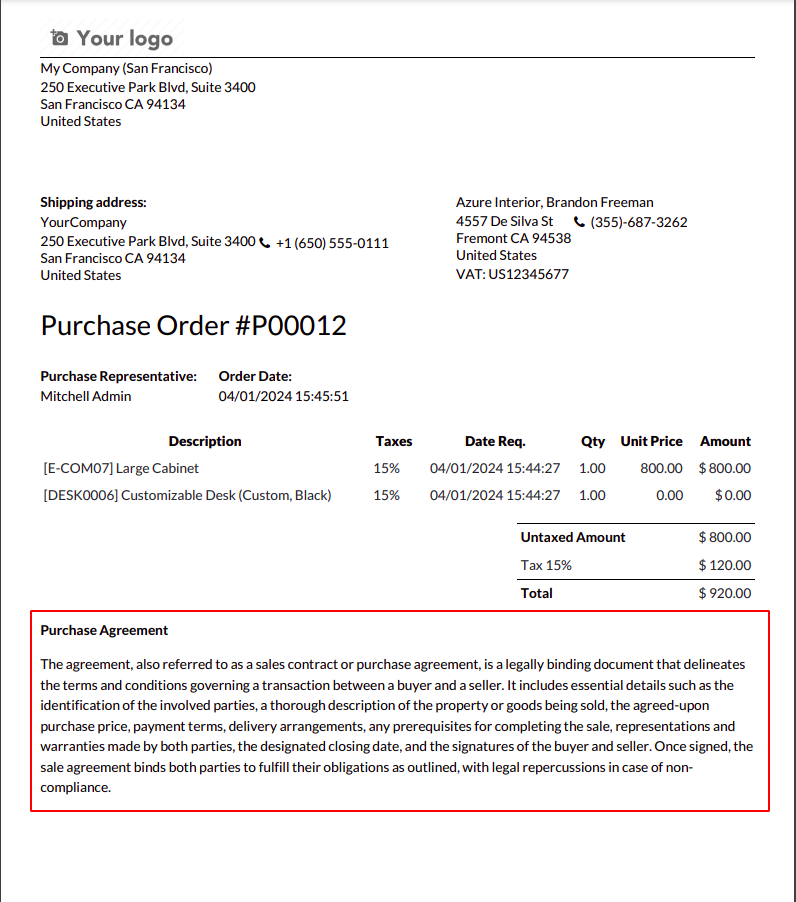 Your logo
My Company (San Francisco)
250 Executive Park Blvd, Suite 3400
San Francisco CA 94134
United States
Shipping address:
YourCompany
250 Executive Park Blvd, Suite 3400 +1 (650) 555-0111
San Francisco CA 94134
United States
Azure Interior, Brandon Freeman
4557 De Silva St (355)-687-3262
Fremont CA 94538
United States
VAT: US12345677
Purchase Order #P00012
Purchase Representative: Order Date:
Mitchell Admin 04/01/2024 15:45:51
Description Taxes Date Req. Qty Unit Price Amount
[E-COM07] Large Cabinet 15% 04/01/2024 15:44:27 1.00 800.00 $ 800.00
[DESK0006] Customizable Desk (Custom, Black) 15% 04/01/2024 15:44:27 1.00 0.00 $ 0.00
Untaxed Amount $ 800.00
Tax 15% $ 120.00
Total $ 920.00
Purchase Agreement
The agreement, also referred to as a sales contract or purchase agreement, is a legally binding document that delineates
the terms and conditions governing a transaction between a buyer and a seller. It includes essential details such as the
identification of the involved parties, a thorough description of the property or goods being sold, the agreed-upon
purchase price, payment terms, delivery arrangements, any prerequisites for completing the sale, representations and
warranties made by both parties, the designated closing date, and the signatures of the buyer and seller. Once signed, the
sale agreement binds both parties to fulfill their obligations as outlined, with legal repercussions in case of non-
compliance.